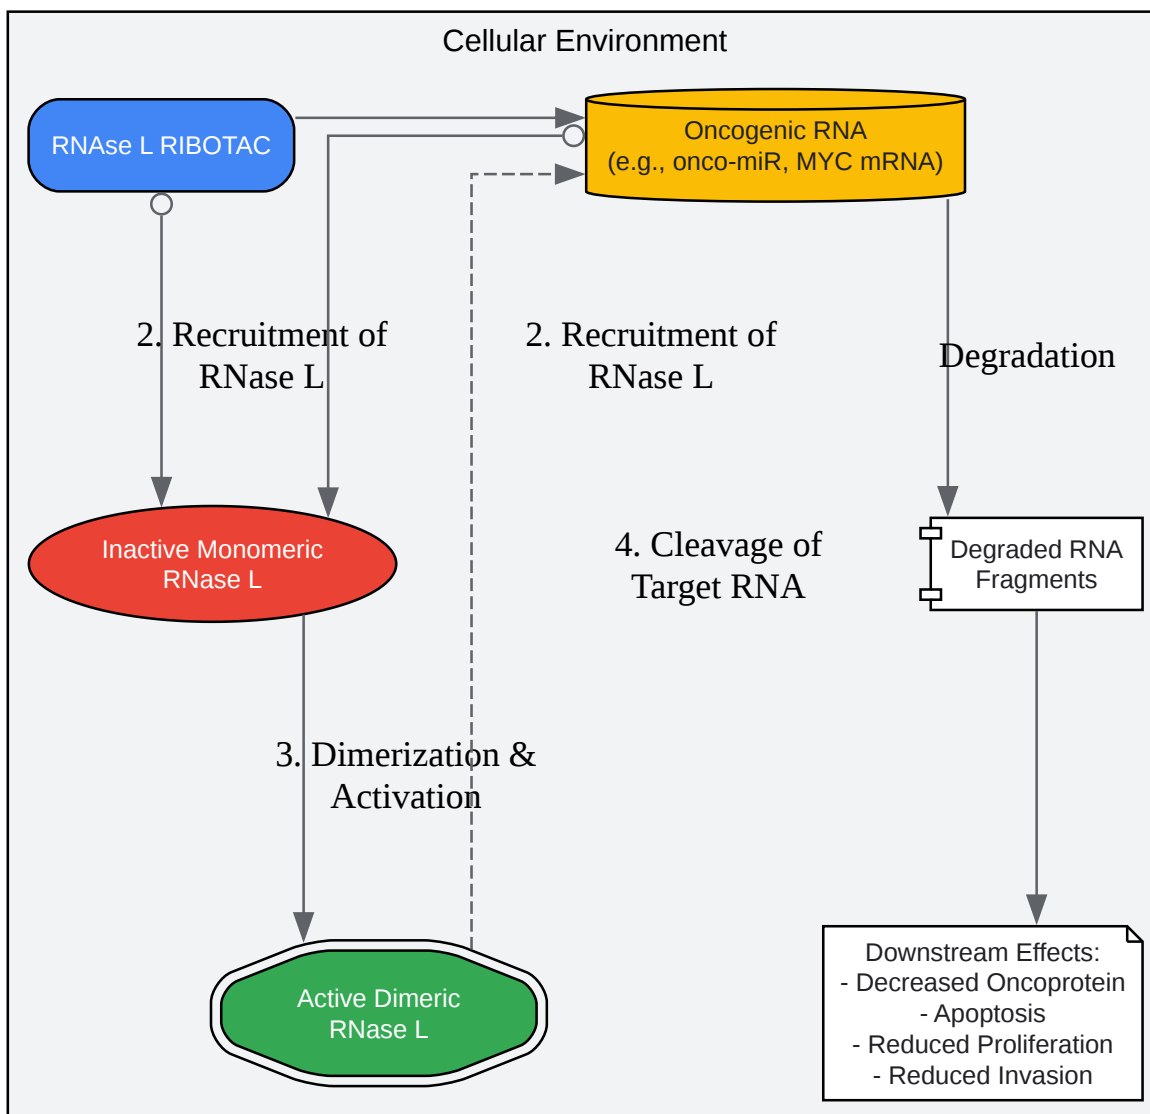 Cellular Environment
RNAse L RIBOTAC
Oncogenic RNA
(e.g., onco-miR, MYC mRNA)
2. Recruitment of
RNase L
2. Recruitment of
RNase L
Degradation
Inactive Monomeric
RNase L
4. Cleavage of
Target RNA
Degraded RNA
Fragments
3. Dimerization &
Activation
Active Dimeric
RNase L
Downstream Effects:
- Decreased Oncoprotein
- Apoptosis
- Reduced Proliferation
- Reduced Invasion